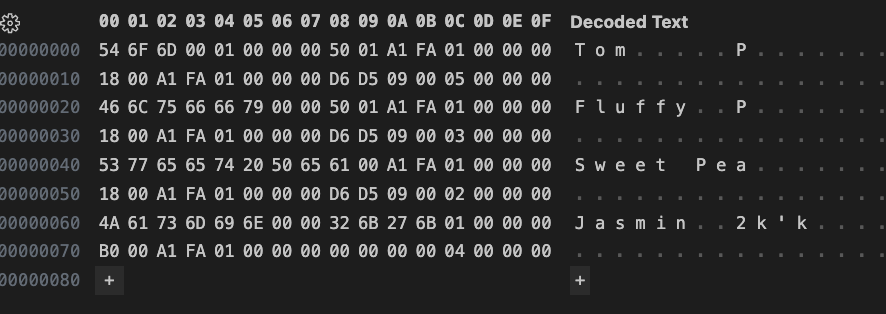 00 01 02 03 04 05 06 07 08 09 0A 0B 0C 0D 0E 0F Decoded Text
00000000 54 6F 6D 00 01 00 00 00 50 01 A1 FA 01 00 00 00 T o m . . . . . P . . . . . . .
00000010 18 00 A1 FA 01 00 00 00 D6 D5 09 00 05 00 00 00 . . . . . . . . . . . . . . . .
00000020 46 6C 75 66 66 79 00 00 50 01 A1 FA 01 00 00 00 F l u f f y . . P . . . . . . .
00000030 18 00 A1 FA 01 00 00 00 D6 D5 09 00 03 00 00 00 . . . . . . . . . . . . . . . .
00000040 53 77 65 65 74 20 50 65 61 00 A1 FA 01 00 00 00 S w e e t   P e a . . . . . . .
00000050 18 00 A1 FA 01 00 00 00 D6 D5 09 00 02 00 00 00 . . . . . . . . . . . . . . . .
00000060 4A 61 73 6D 69 6E 00 00 32 6B 27 6B 01 00 00 00 J a s m i n . . 2 k ' k . . . .
00000070 B0 00 A1 FA 01 00 00 00 00 00 00 00 04 00 00 00 . . . . . . . . . . . . . . . .
00000080 + +